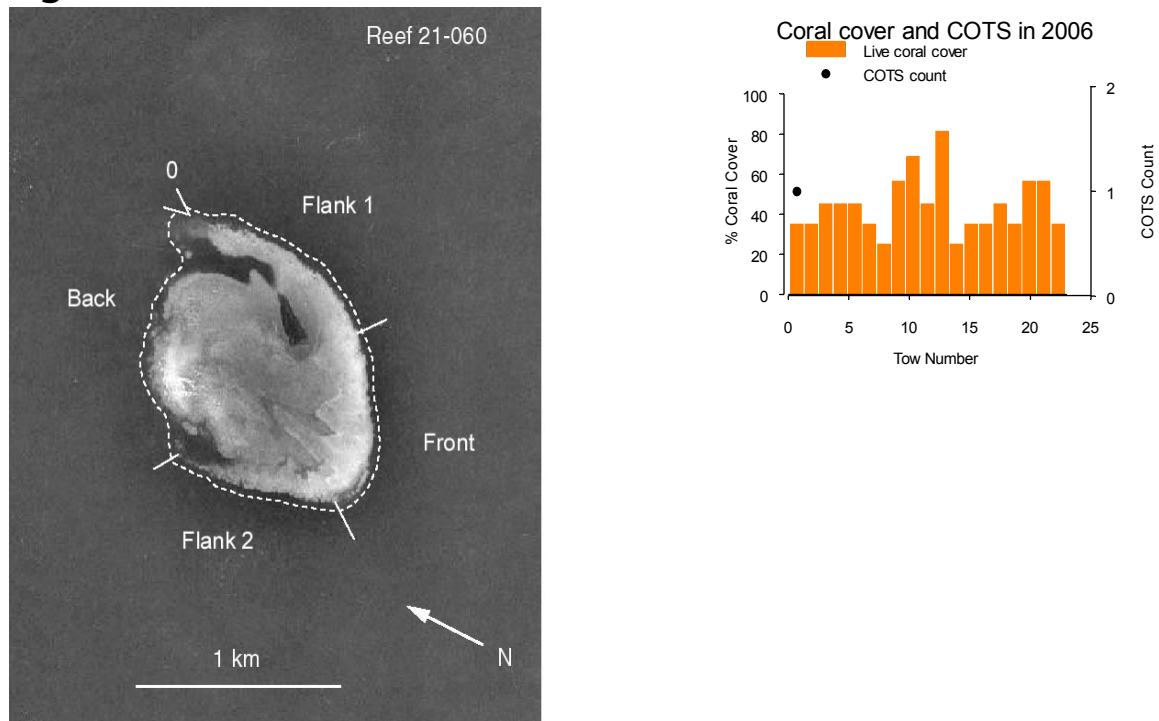 Reef 21-060
0
Flank 1
Back
Front
Flank 2
N
1 km
Coral cover and COTS in 2006
Live coral cover
COTS count
% Coral Cover
100
80
60
40
20
0
2
1
0
COTS Count
0 5 10 15 20 25
Tow Number